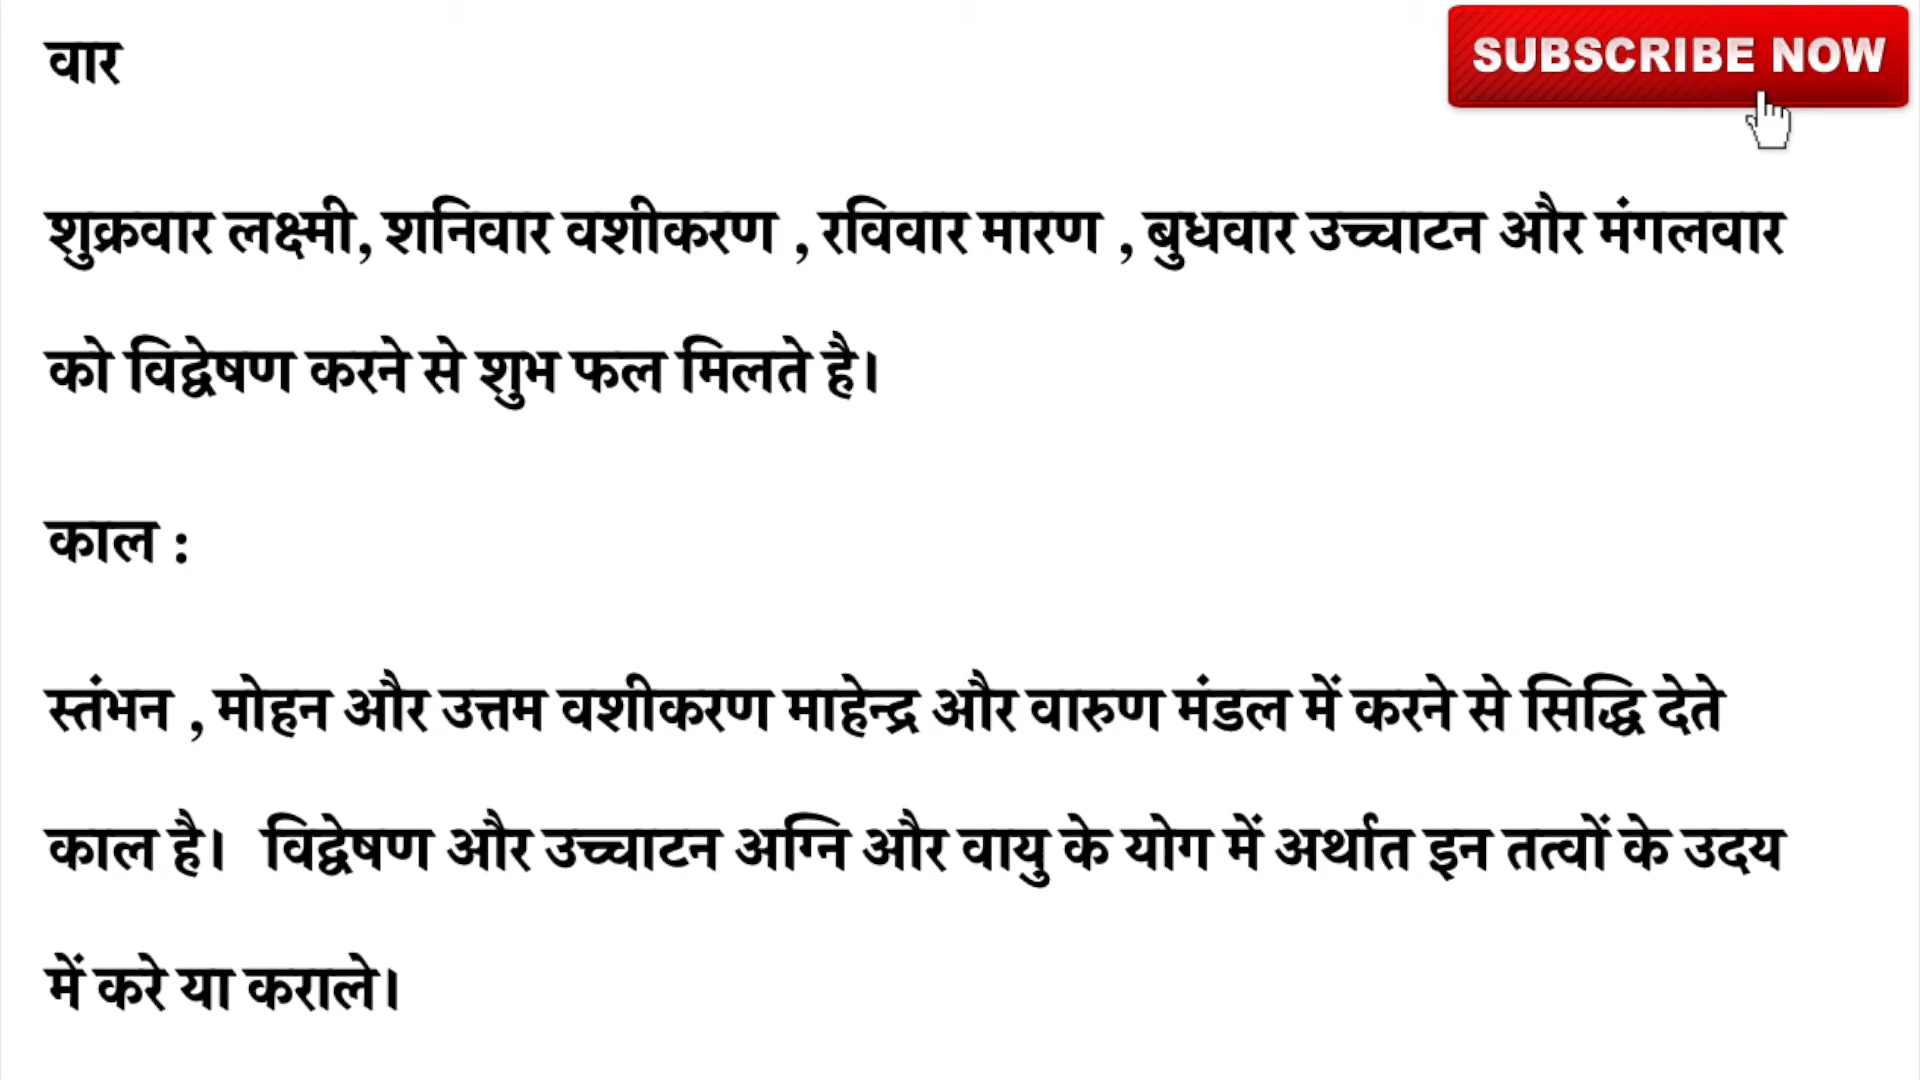 वार
SUBSCRIBE NOW
शुक्रवार लक्ष्मी, शनिवार वशीकरण , रविवार मारण , बुधवार उच्चाटन और मंगलवार
को विद्वेषण करने से शुभ फल मिलते है।
काल :
स्तंभन , मोहन और उत्तम वशीकरण माहेन्द्र और वारुण मंडल में करने से सिद्धि देते
काल है। विद्वेषण और उच्चाटन अग्नि और वायु के योग में अर्थात इन तत्वों के उदय
में करे या कराले।